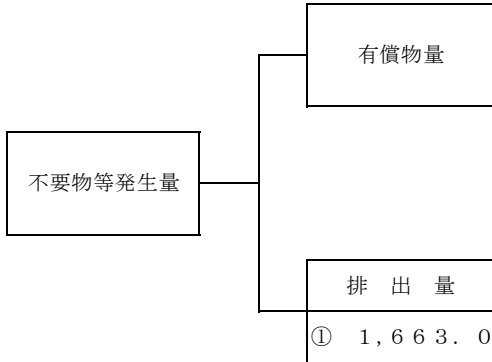 有償物量
不要物等発生量
排　出　量
①　１,６６３．０